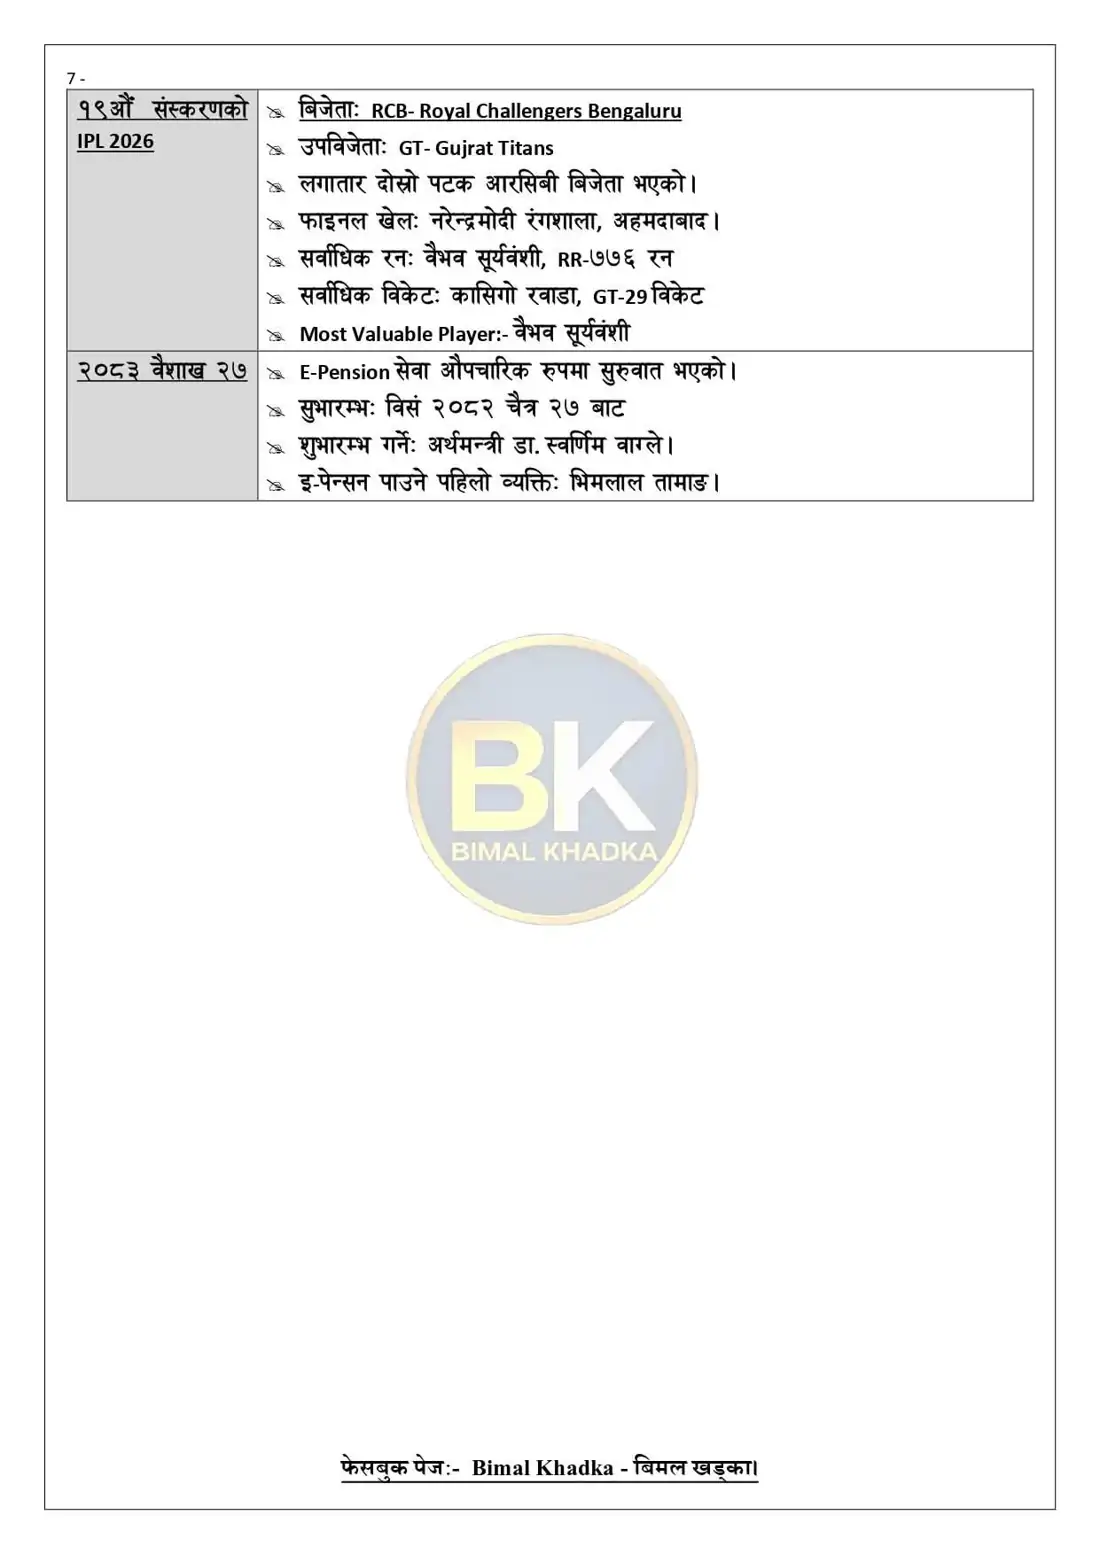 7 -
१९औं संस्करणको
IPL 2026
बिजेताः RCB- Royal Challengers Bengaluru
उपविजेताः GT- Gujrat Titans
लगातार दोस्रो पटक आरसिबी बिजेता भएको।
फाइनल खेलः नरेन्द्रमोदी रंगशाला, अहमदाबाद।
सर्वाधिक रनः वैभव सूर्यवंशी, RR-७७६ रन
सर्वाधिक विकेटः कासिगो रवाडा, GT-29 विकेट
Most Valuable Player:- वैभव सूर्यवंशी
२०८३ वैशाख २७
E-Pension सेवा औपचारिक रुपमा सुरुवात भएको।
सुभारम्भः विसं २०८२ चैत्र २७ बाट
शुभारम्भ गर्नेः अर्थमन्त्री डा. स्वर्णिम वाग्ले।
इ-पेन्सन पाउने पहिलो व्यक्तिः भिमलाल तामाङ।
BK
BIMAL KHADKA
फेसबुक पेजः- Bimal Khadka - बिमल खड्का।